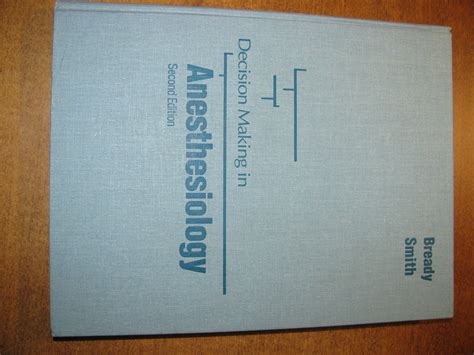 Decision Making in
Anesthesiology
Second Edition
Bready
Smith